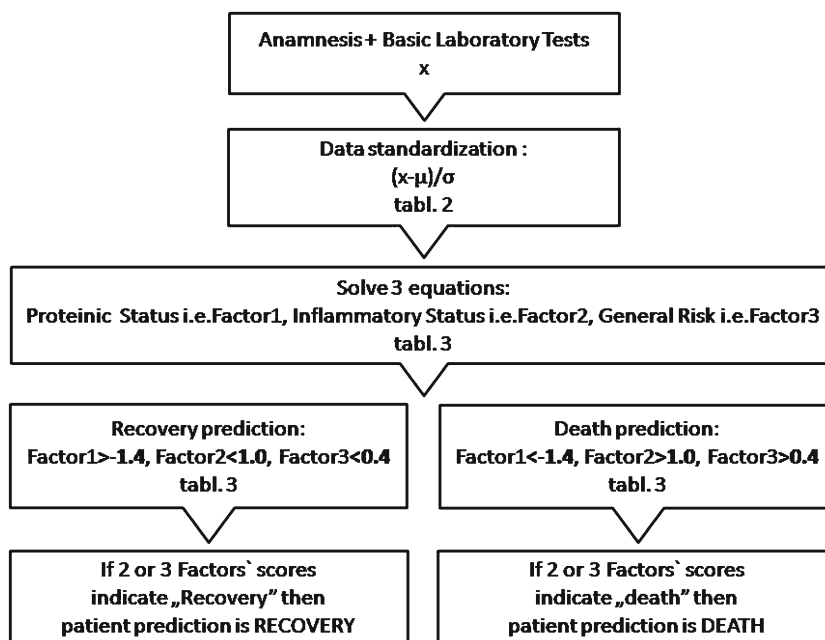 Anamnesis + Basic Laboratory Tests
x
Data standardization :
(x-μ)/σ
tabl. 2
Solve 3 equations:
Proteinic Status i.e.Factor1, Inflammatory Status i.e.Factor2, General Risk i.e.Factor3
tabl. 3
Recovery prediction:
Factor1>-1.4, Factor2<1.0, Factor3<0.4
tabl. 3
Death prediction:
Factor1<-1.4, Factor2>1.0, Factor3>0.4
tabl. 3
If 2 or 3 Factors` scores
indicate „Recovery” then
patient prediction is RECOVERY
If 2 or 3 Factors` scores
indicate „death” then
patient prediction is DEATH